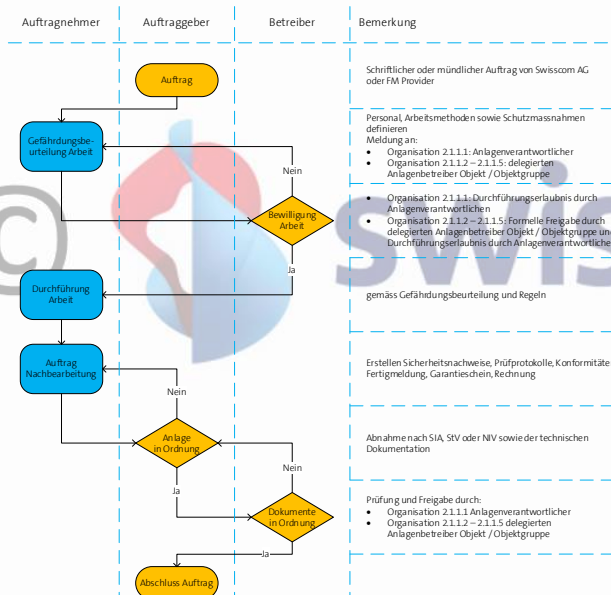 Auftragnehmer
Auftraggeber
Betreiber
Bemerkung
Auftrag
Schriftlicher oder mündlicher Auftrag von Swisscom AG
oder FM Provider
Gefährdungsbe-
urteilung Arbeit
Personal, Arbeitsmethoden sowie Schutzmassnahmen
definieren
Meldung an:
• Organisation 2.1.1.1: Anlagenverantwortlicher
• Organisation 2.1.1.2 – 2.1.1.5: delegierten
Anlagenbetreiber Objekt / Objektgruppe
Nein
Bewilligung
Arbeit
• Organisation 2.1.1.1: Durchführungserlaubnis durch
Anlagenverantwortlichen
• Organisation 2.1.1.2 – 2.1.1.5: Formelle Freigabe durch
delegierten Anlagenbetreiber Objekt / Objektgruppe un
Durchführungserlaubnis durch Anlagenverantwortliche
Ja
Durchführung
Arbeit
gemäss Gefährdungsbeurteilung und Regeln
Auftrag
Nachbearbeitung
Erstellen Sicherheitsnachweise, Prüfprotokolle, Konformitäte
Fertigmeldung, Garantieschein, Rechnung
Nein
Anlage
in Ordnung
Abnahme nach SIA, StV oder NIV sowie der technischen
Dokumentation
Nein
Ja
Dokumente
in Ordnung
Prüfung und Freigabe durch:
• Organisation 2.1.1.1 Anlagenverantwortlicher
• Organisation 2.1.1.2 – 2.1.1.5 delegierten
Anlagenbetreiber Objekt / Objektgruppe
Ja
Abschluss Auftrag
© swis